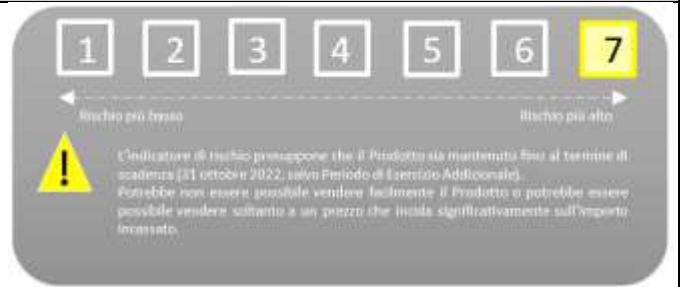 1 2 3 4 5 6 7
Rischio più basso Rischio più alto
!
L'indicatore di rischio presuppone che il Prodotto sia mantenuto fino al termine di
scadenza (31 ottobre 2022, salvo Periodo di Esercizio Addizionale).
Potrebbe non essere possibile vendere facilmente il Prodotto o potrebbe essere
possibile vendere soltanto a un prezzo che incida significativamente sull'importo
incassato.